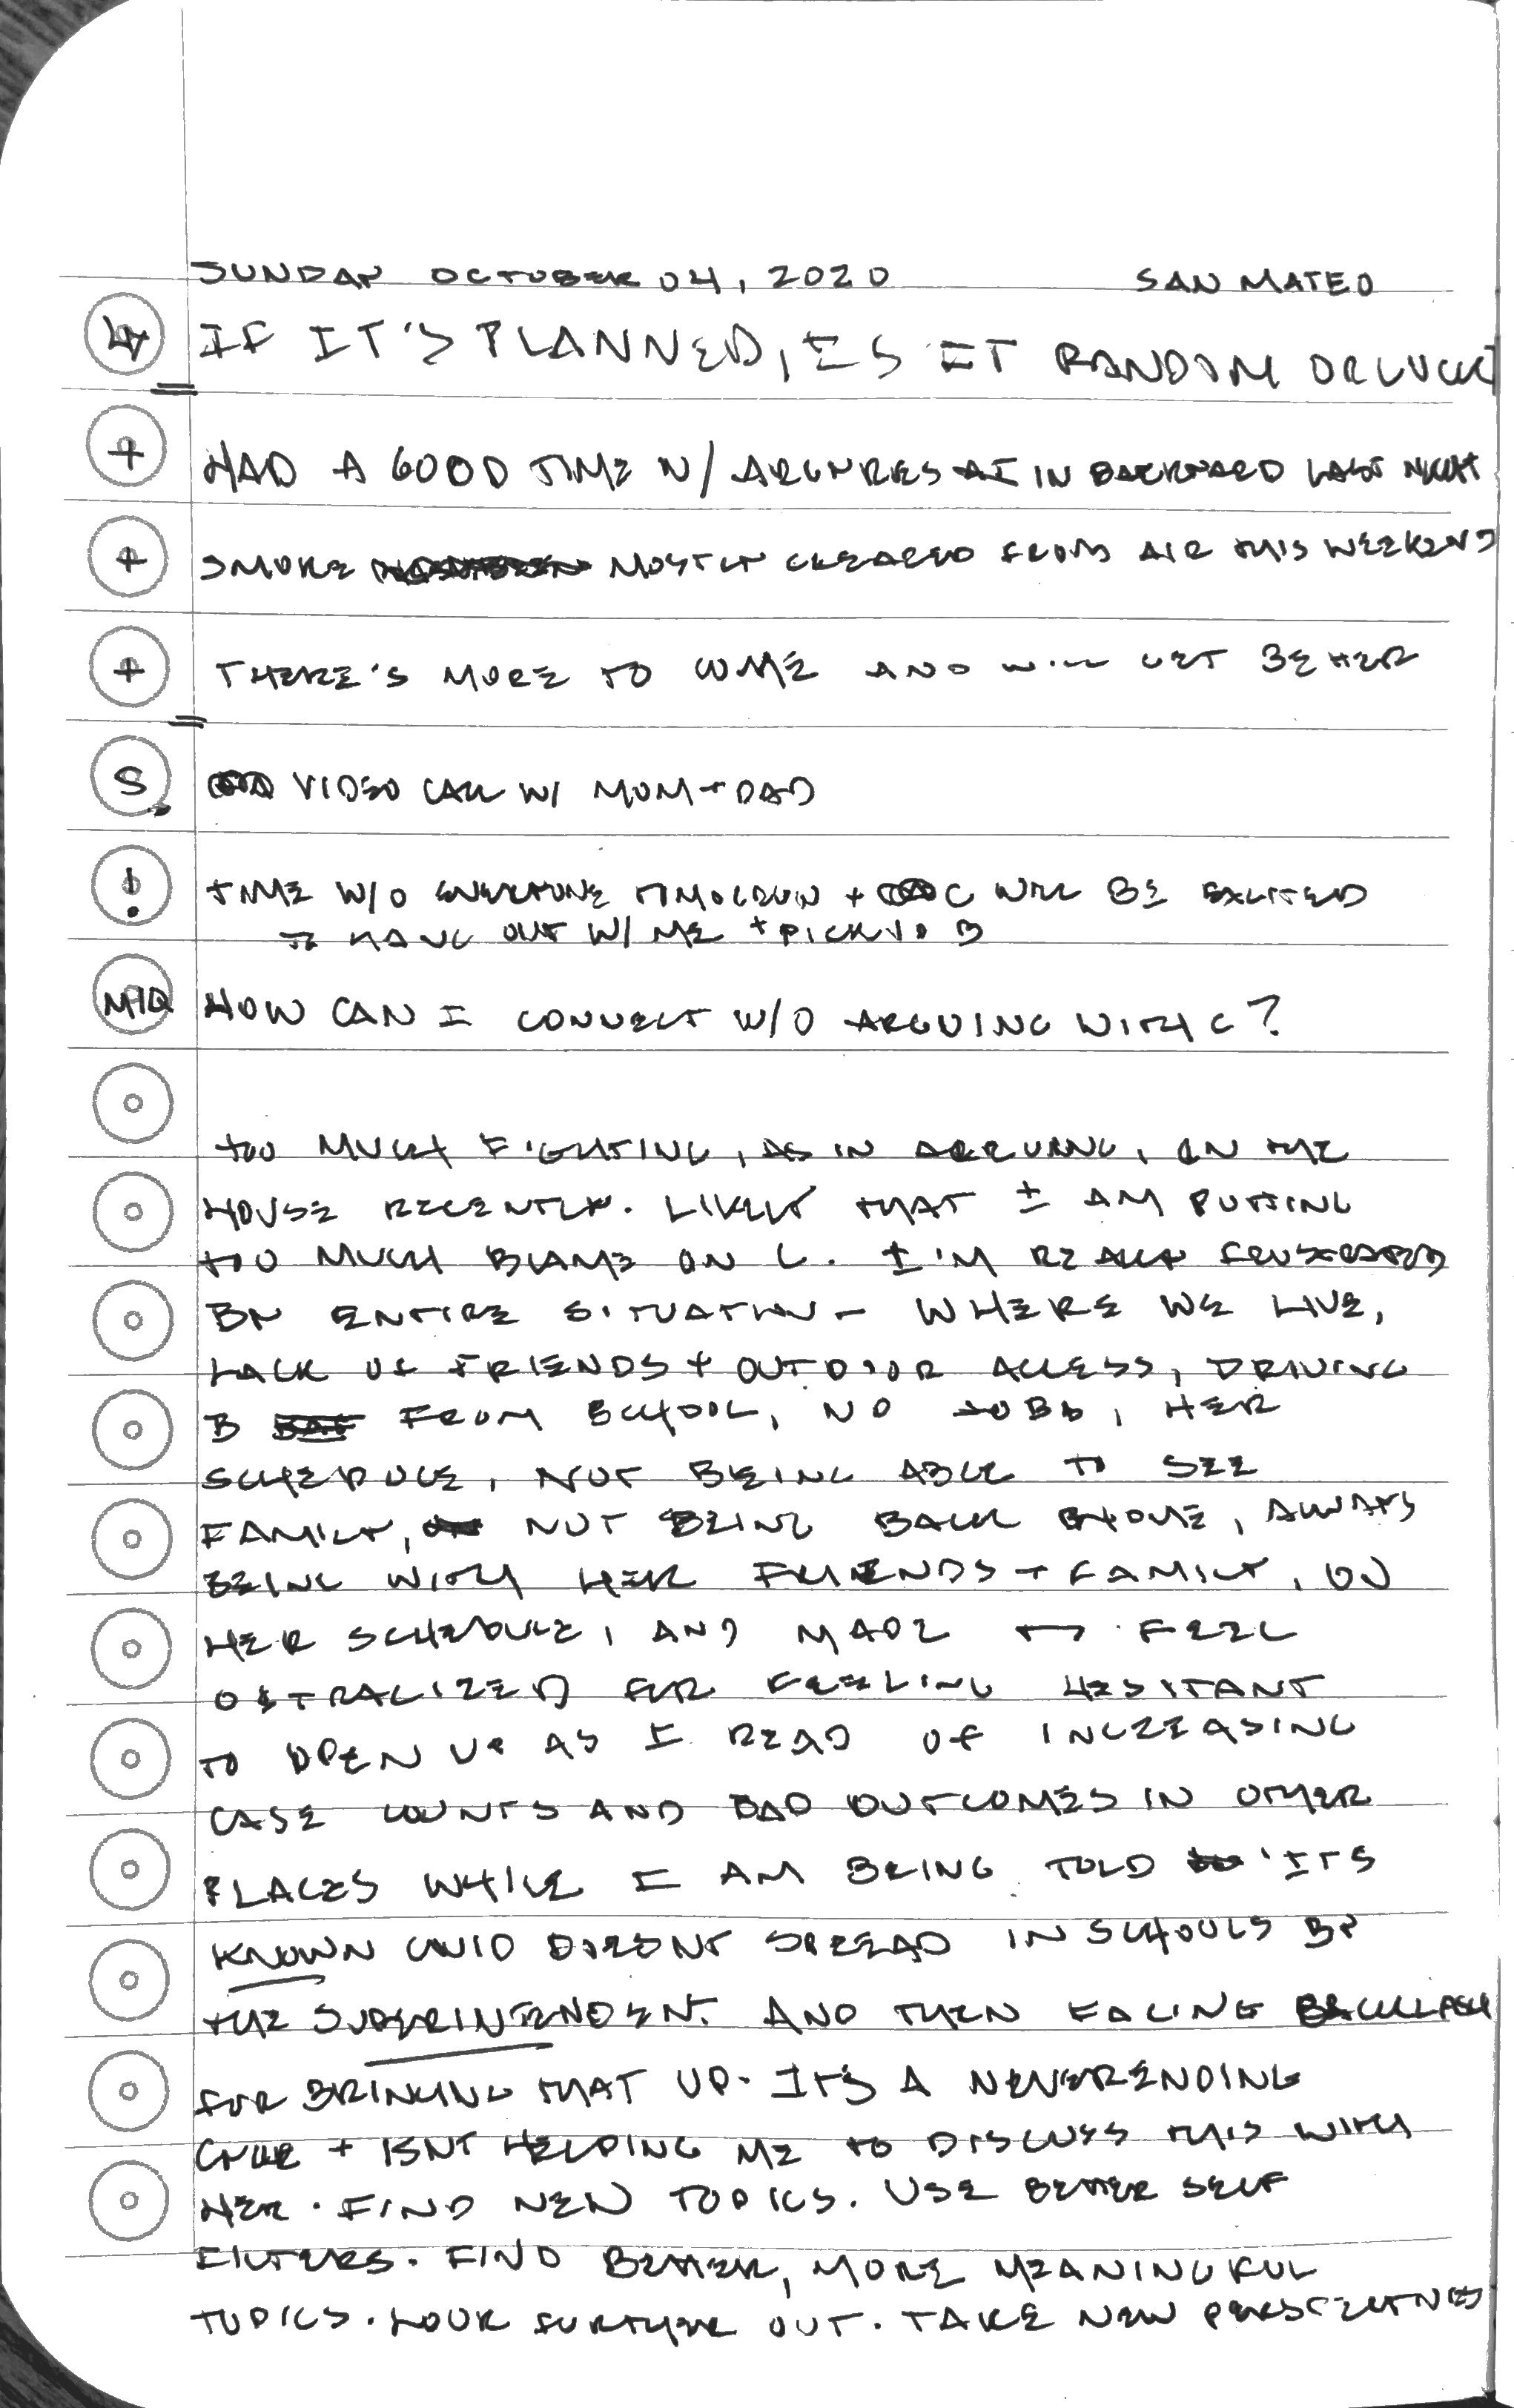 SUNDAY OCTOBER 04, 2020 SAN MATEO
IF IT'S PLANNED, IS IT RANDOM OR LUCK?
+ HAD A GOOD TIME W/ IN BACKYARD LAST NIGHT
+ SMOKE MOSTLY CLEARED FROM AIR THIS WEEKEND
+ THERE'S MORE TO COME AND WILL GET BETTER
S VIDEO CALL W/ MOM + DAD
! TIME W/O EVERYONE + C WILL BE EXCITED
TO HANG OUT W/ ME + PICKUP B
MIQ HOW CAN I CONNECT W/O ARGUING WITH C?
TOO MUCH FIGHTING, AS IN ARGUING, IN THE
HOUSE RECENTLY. LIKELY THAT I AM PUTTING
TOO MUCH BLAME ON C. I'M REALLY FRUSTRATED
BY ENTIRE SITUATION - WHERE WE LIVE,
LACK OF FRIENDS + OUTDOOR ACCESS, DRIVING
B FROM SCHOOL, NO JOBS, HER
SCHEDULE, NOT BEING ABLE TO SEE
FAMILY, NOT BEING BACK HOME, ALWAYS
BEING WITH HER FRIENDS + FAMILY, ON
HER SCHEDULE, AND MADE TO FEEL
OSTRACIZED FOR FEELING HESITANT
TO OPEN UP AS I READ OF INCREASING
CASE COUNTS AND BAD OUTCOMES IN OTHER
PLACES WHILE I AM BEING TOLD 'ITS
KNOWN COVID DOESNT SPREAD IN SCHOOLS BY
THE SUPERINTENDENT. AND THEN FACING BACKLASH
FOR BRINGING THAT UP. ITS A NEVERENDING
CYCLE + ISNT HELPING ME TO DISCUSS THIS WITH
HER. FIND NEW TOPICS. USE BETTER SELF
FILTERS. FIND BETTER, MORE MEANINGFUL
TOPICS. LOOK FURTHER OUT. TAKE NEW PERSPECTIVES